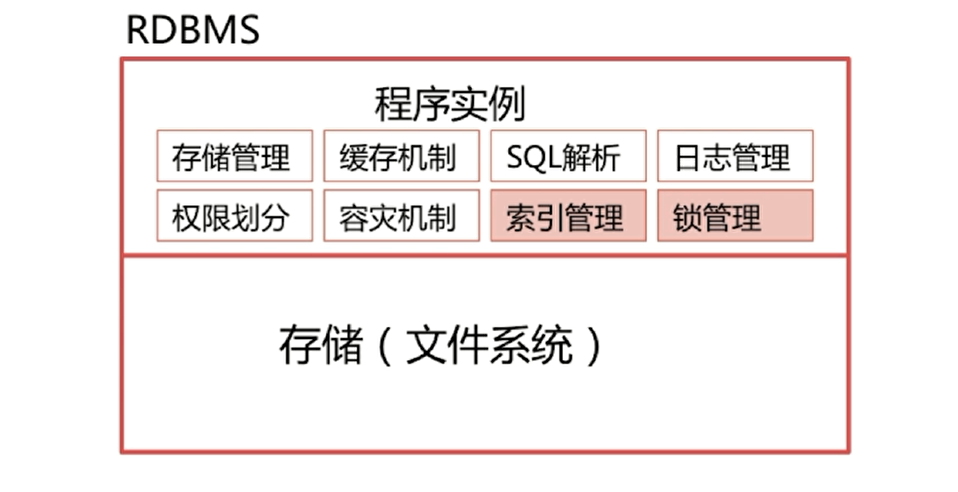 RDBMS
程序实例
存储管理 缓存机制 SQL解析 日志管理
权限划分 容灾机制 索引管理 锁管理
存储（文件系统）